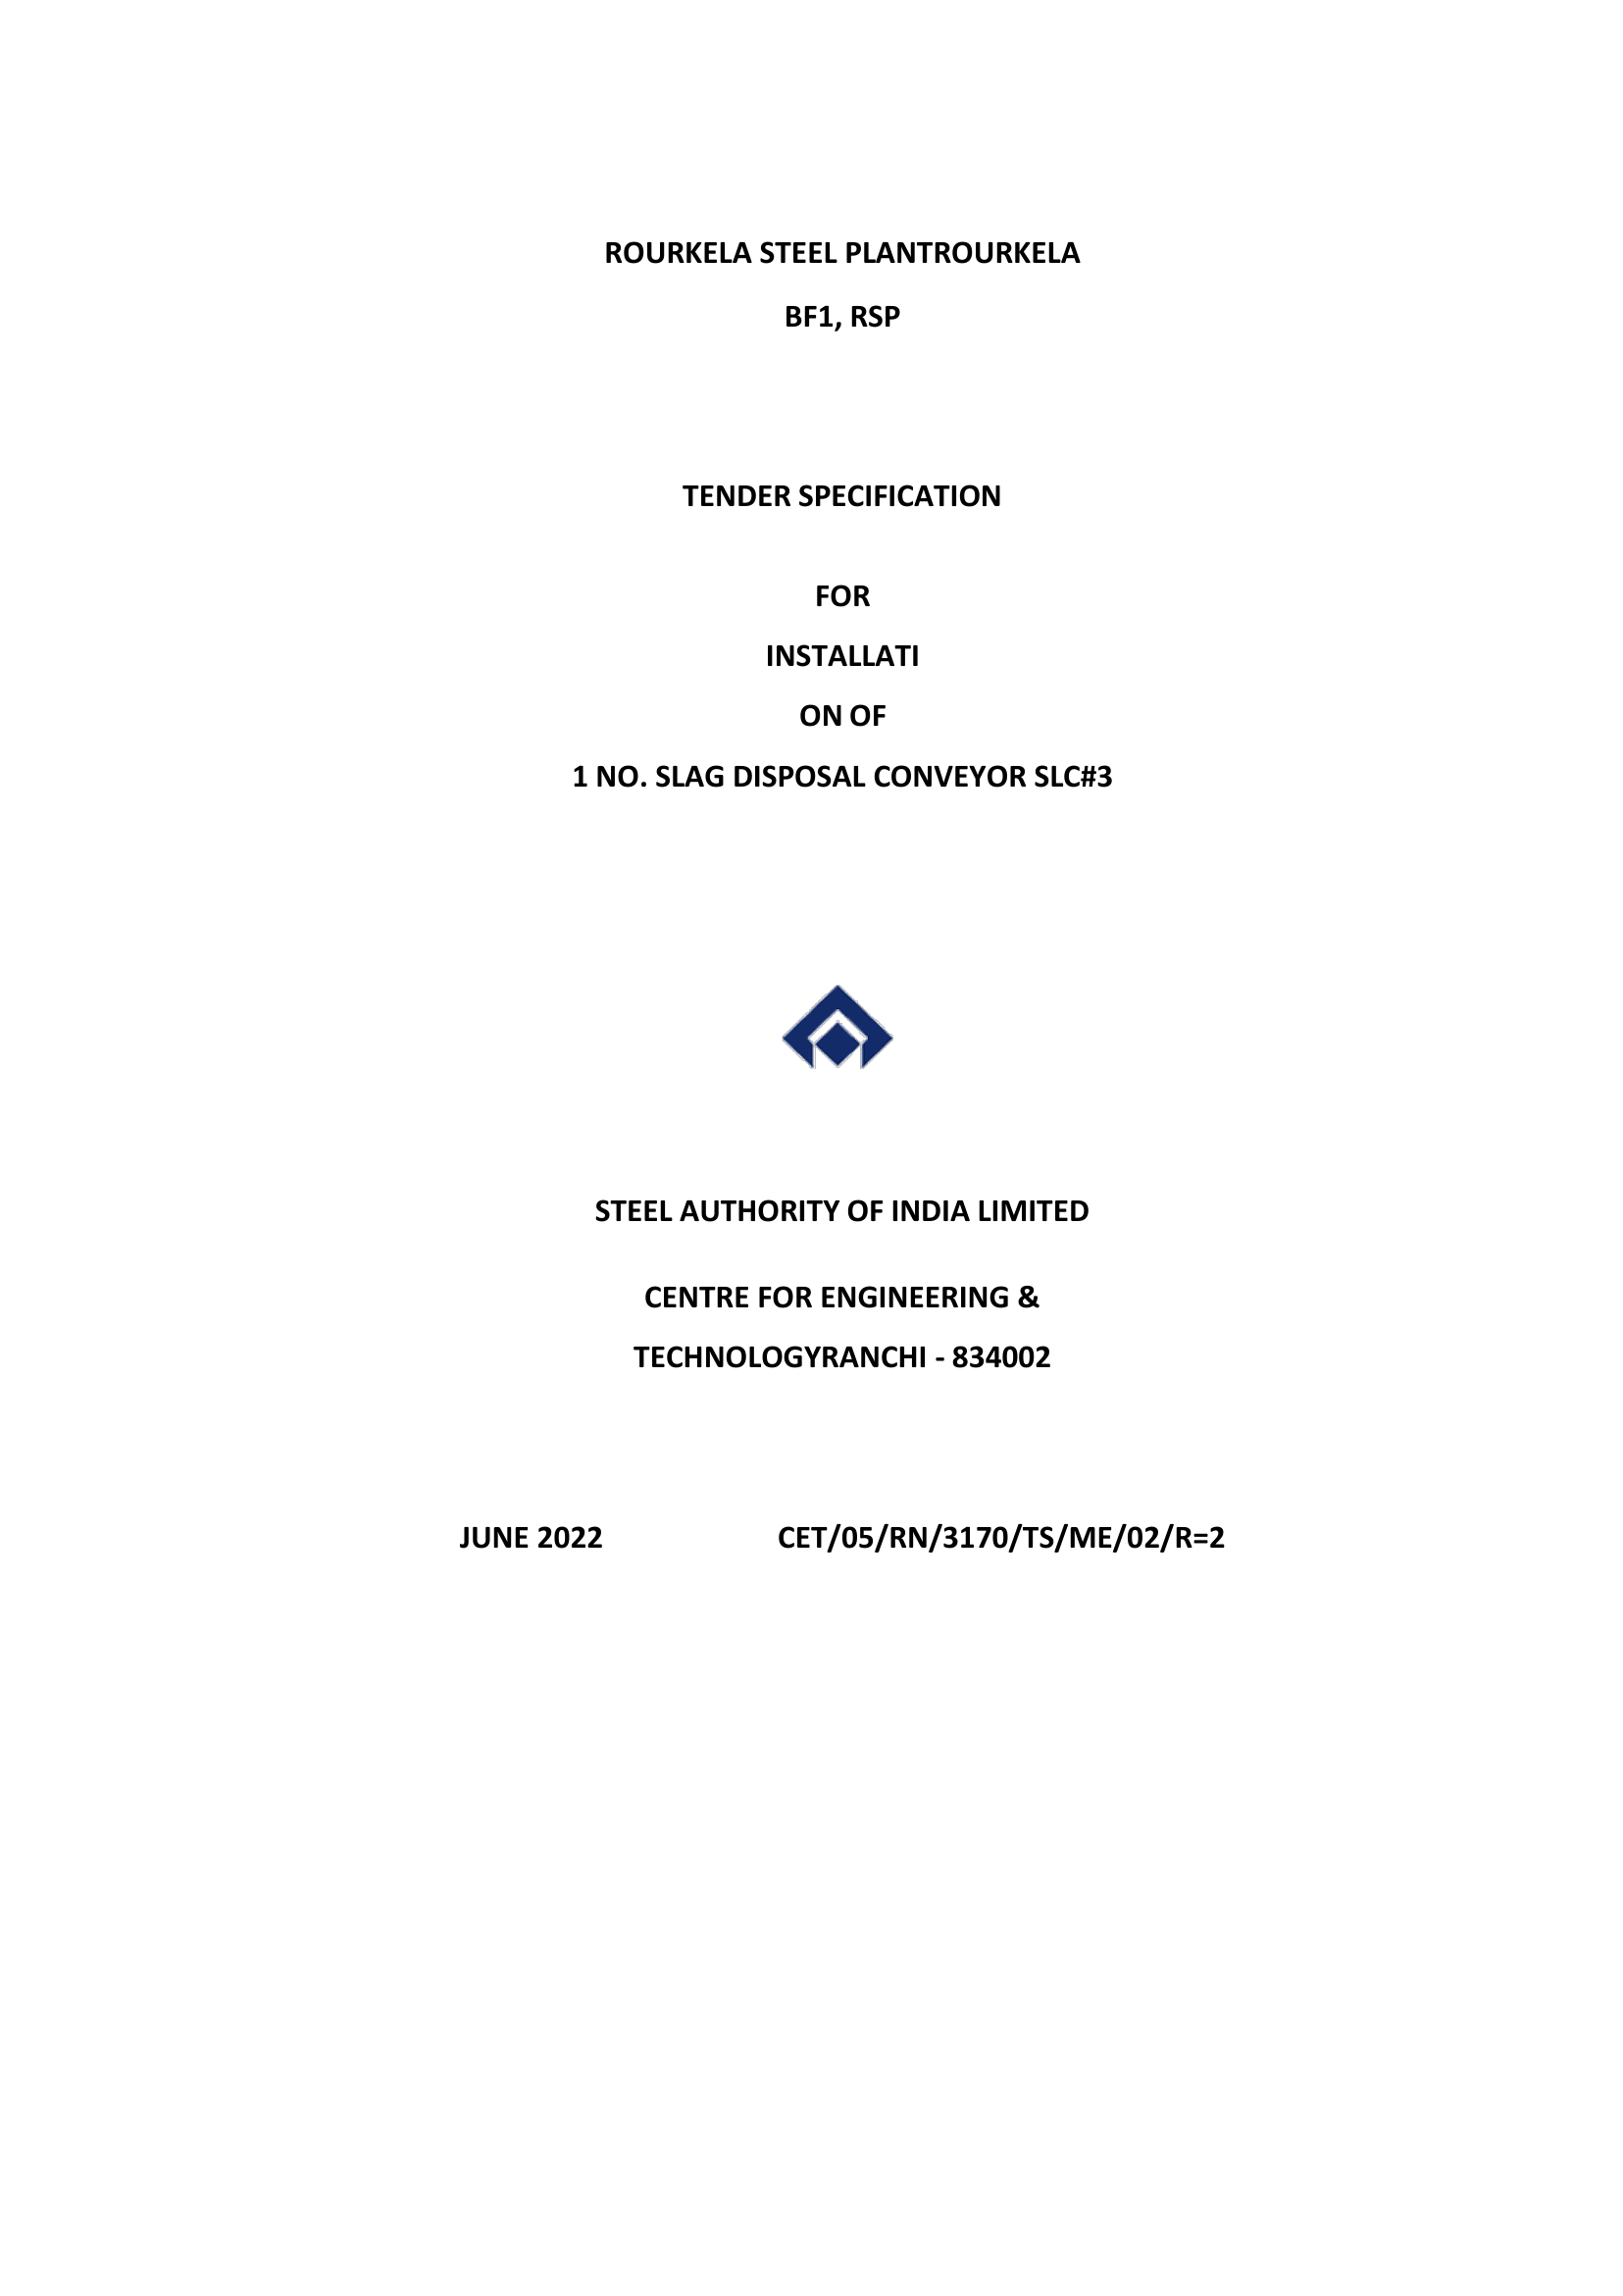 ROURKELA STEEL PLANTROURKELA
BF1, RSP
TENDER SPECIFICATION
FOR
INSTALLATI
ON OF
1 NO. SLAG DISPOSAL CONVEYOR SLC#3
STEEL AUTHORITY OF INDIA LIMITED
CENTRE FOR ENGINEERING &
TECHNOLOGYRANCHI - 834002
JUNE 2022 CET/05/RN/3170/TS/ME/02/R=2